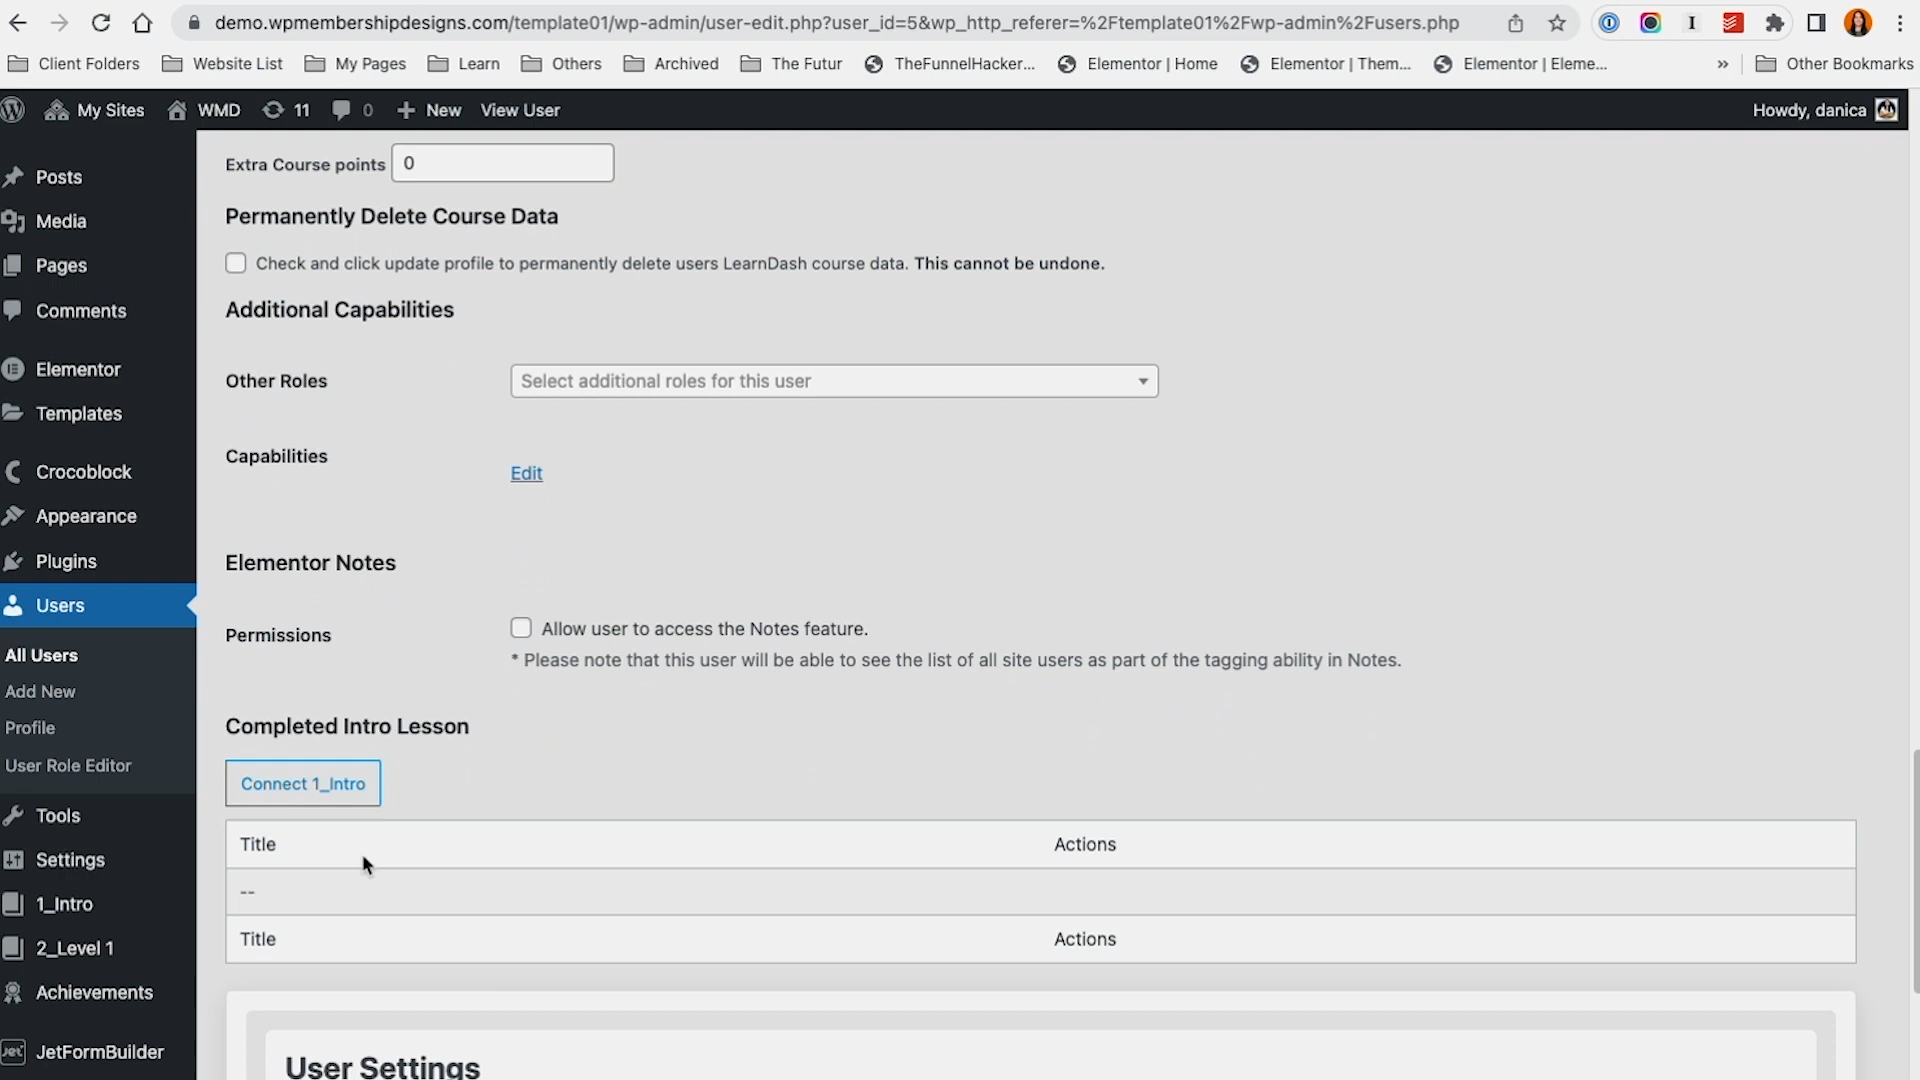 demo.wpmembershipdesigns.com/template01/wp-admin/user-edit.php?user_id=5&wp_http_referer=%2Ftemplate01%2Fwp-admin%2Fusers.php
Client Folders
Website List
My Pages
Learn
Others
Archived
The Futur
TheFunnelHacker...
Elementor | Home
Elementor | Them...
Elementor | Eleme...
»
Other Bookmarks
My Sites
WMD
11
0
New
View User
Howdy, danica
Posts
Media
Pages
Comments
Elementor
Templates
Crocoblock
Appearance
Plugins
Users
All Users
Add New
Profile
User Role Editor
Tools
Settings
1_Intro
2_Level 1
Achievements
Jet
JetFormBuilder
Extra Course points
0
Permanently Delete Course Data
Check and click update profile to permanently delete users LearnDash course data. This cannot be undone.
Additional Capabilities
Other Roles
Select additional roles for this user
Capabilities
Edit
Elementor Notes
Permissions
Allow user to access the Notes feature.
* Please note that this user will be able to see the list of all site users as part of the tagging ability in Notes.
Completed Intro Lesson
Connect 1_Intro
Title
Actions
--
Title
Actions
User Settings